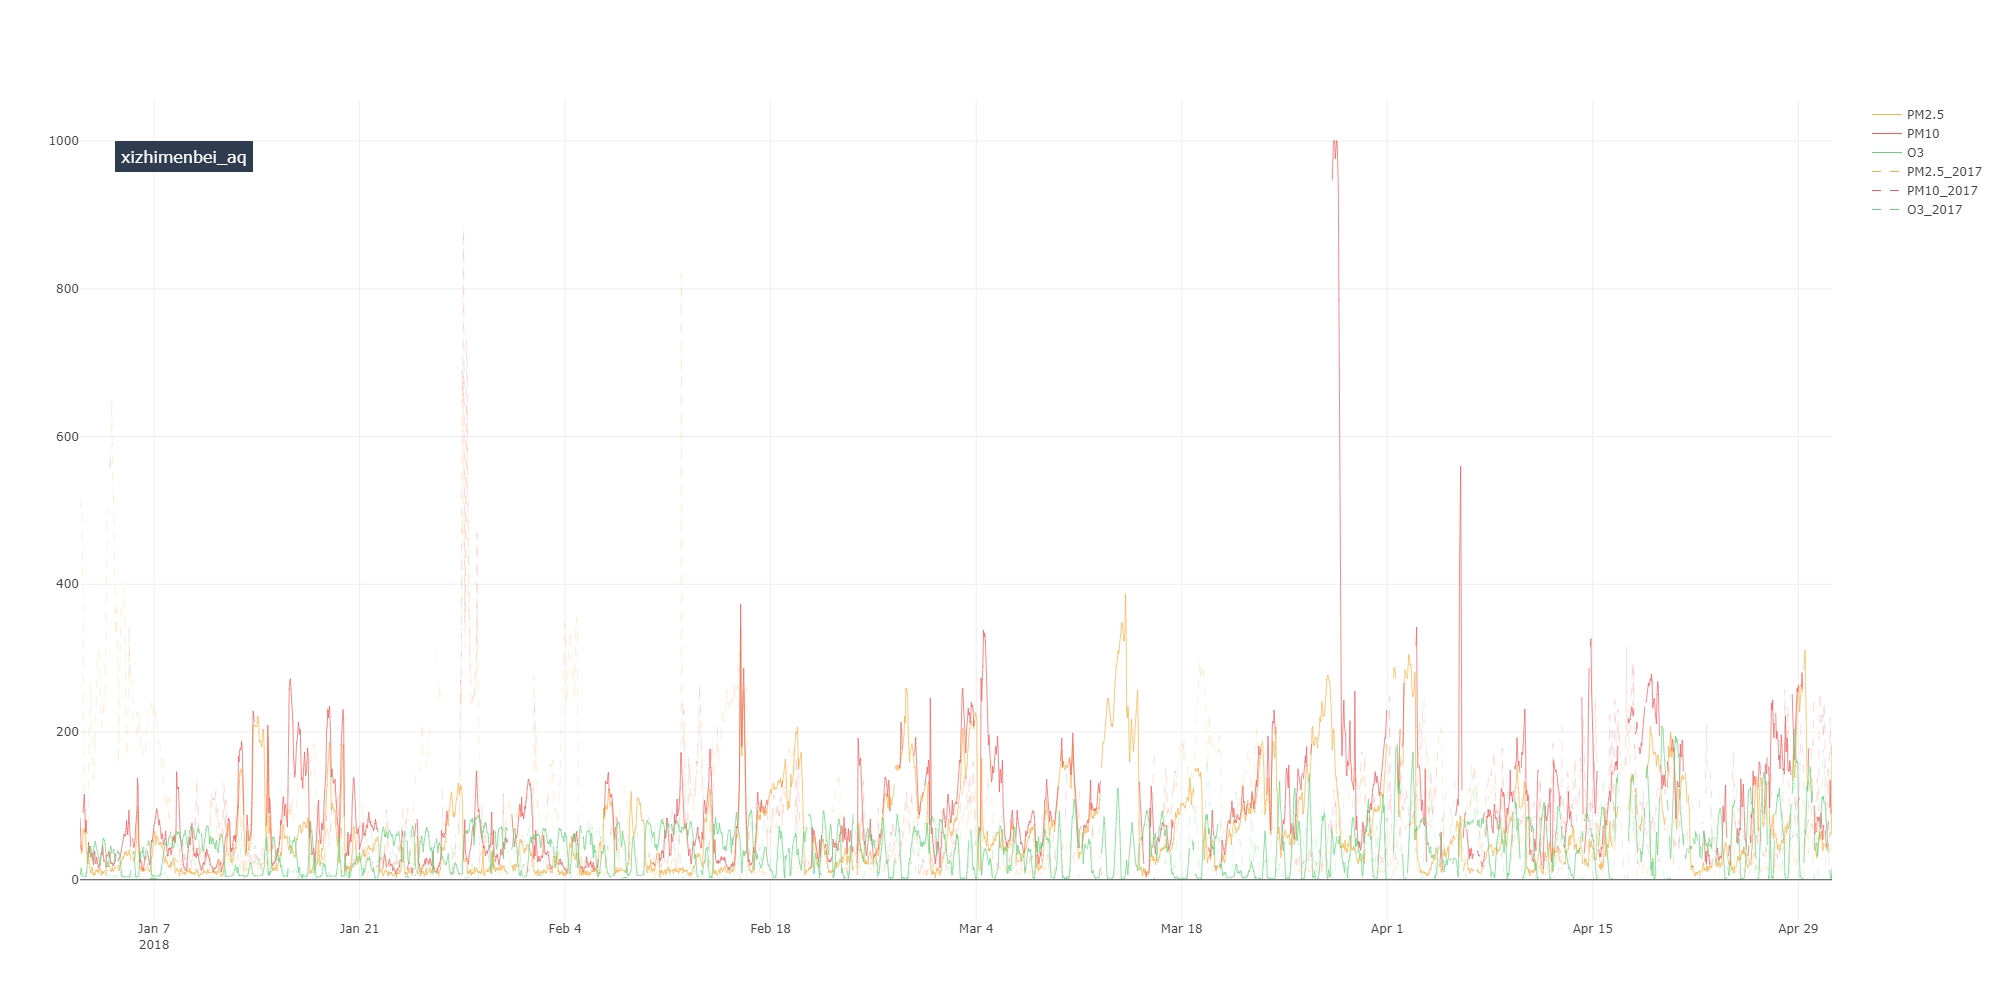 1000
800
600
400
200
0
xizhimenbei_aq
PM2.5
PM10
O3
PM2.5_2017
PM10_2017
O3_2017
Jan 7 Jan 21 Feb 4 Feb 18 Mar 4 Mar 18 Apr 1 Apr 15 Apr 29
2018